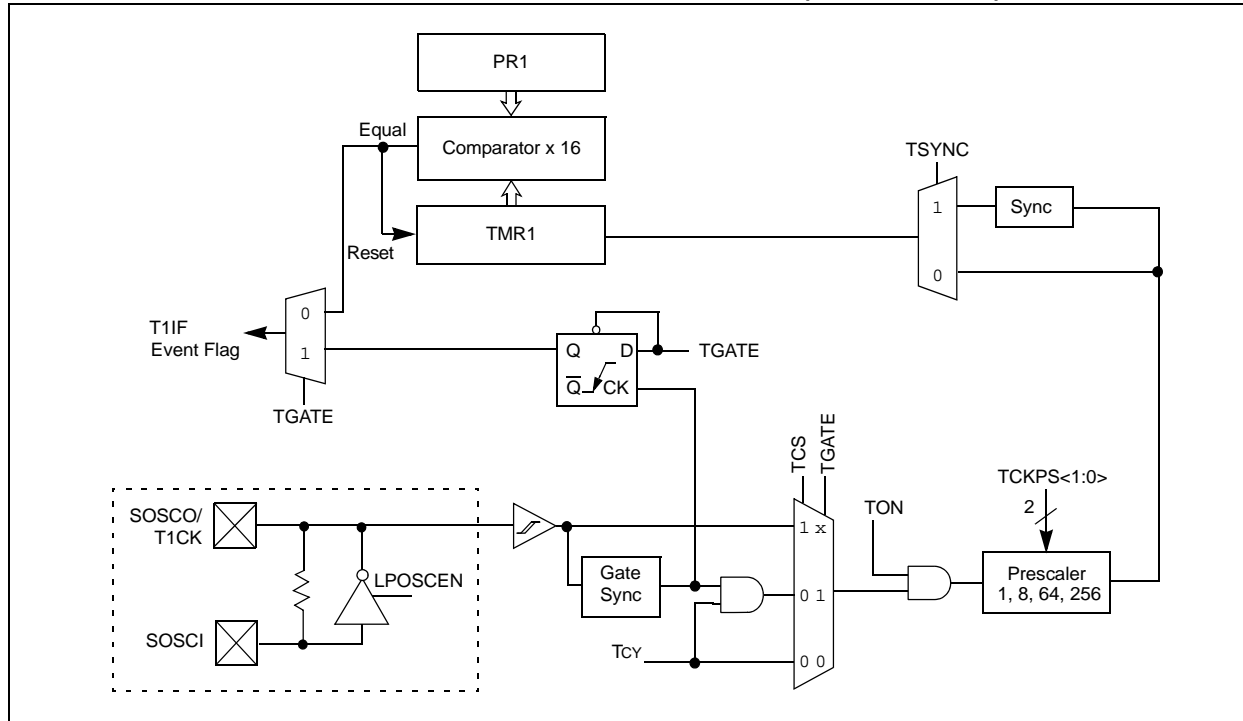 PR1
Equal
Comparator x 16
TSYNC
1
Sync
Reset
TMR1
0
0
T1IF
Event Flag
1
Q
D
TGATE
Q
CK
TGATE
TCS
TGATE
TCKPS<1:0>
SOSCO/
T1CK
TON
2
1 x
LPOSCEN
Gate
Sync
Prescaler
1, 8, 64, 256
0 1
SOSCI
TCY
0 0